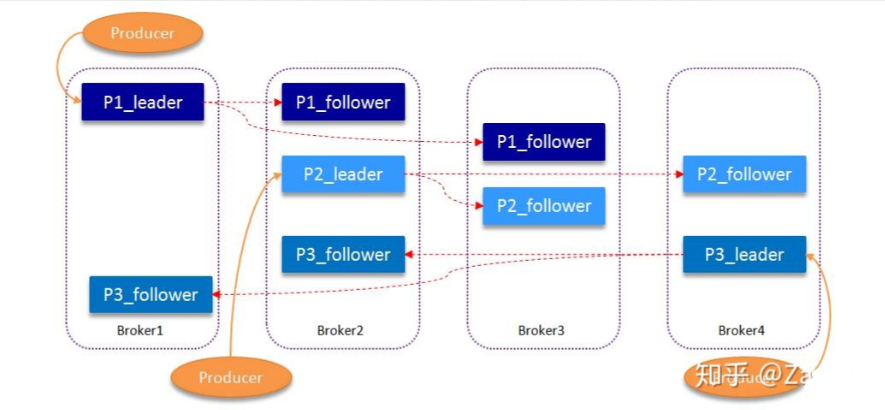 Producer
P1_leader
P1_follower
P1_follower
P2_leader
P2_follower
P2_follower
P3_follower
P3_leader
P3_follower
Broker1
Broker2
Broker3
Broker4
Producer
知乎 @Za